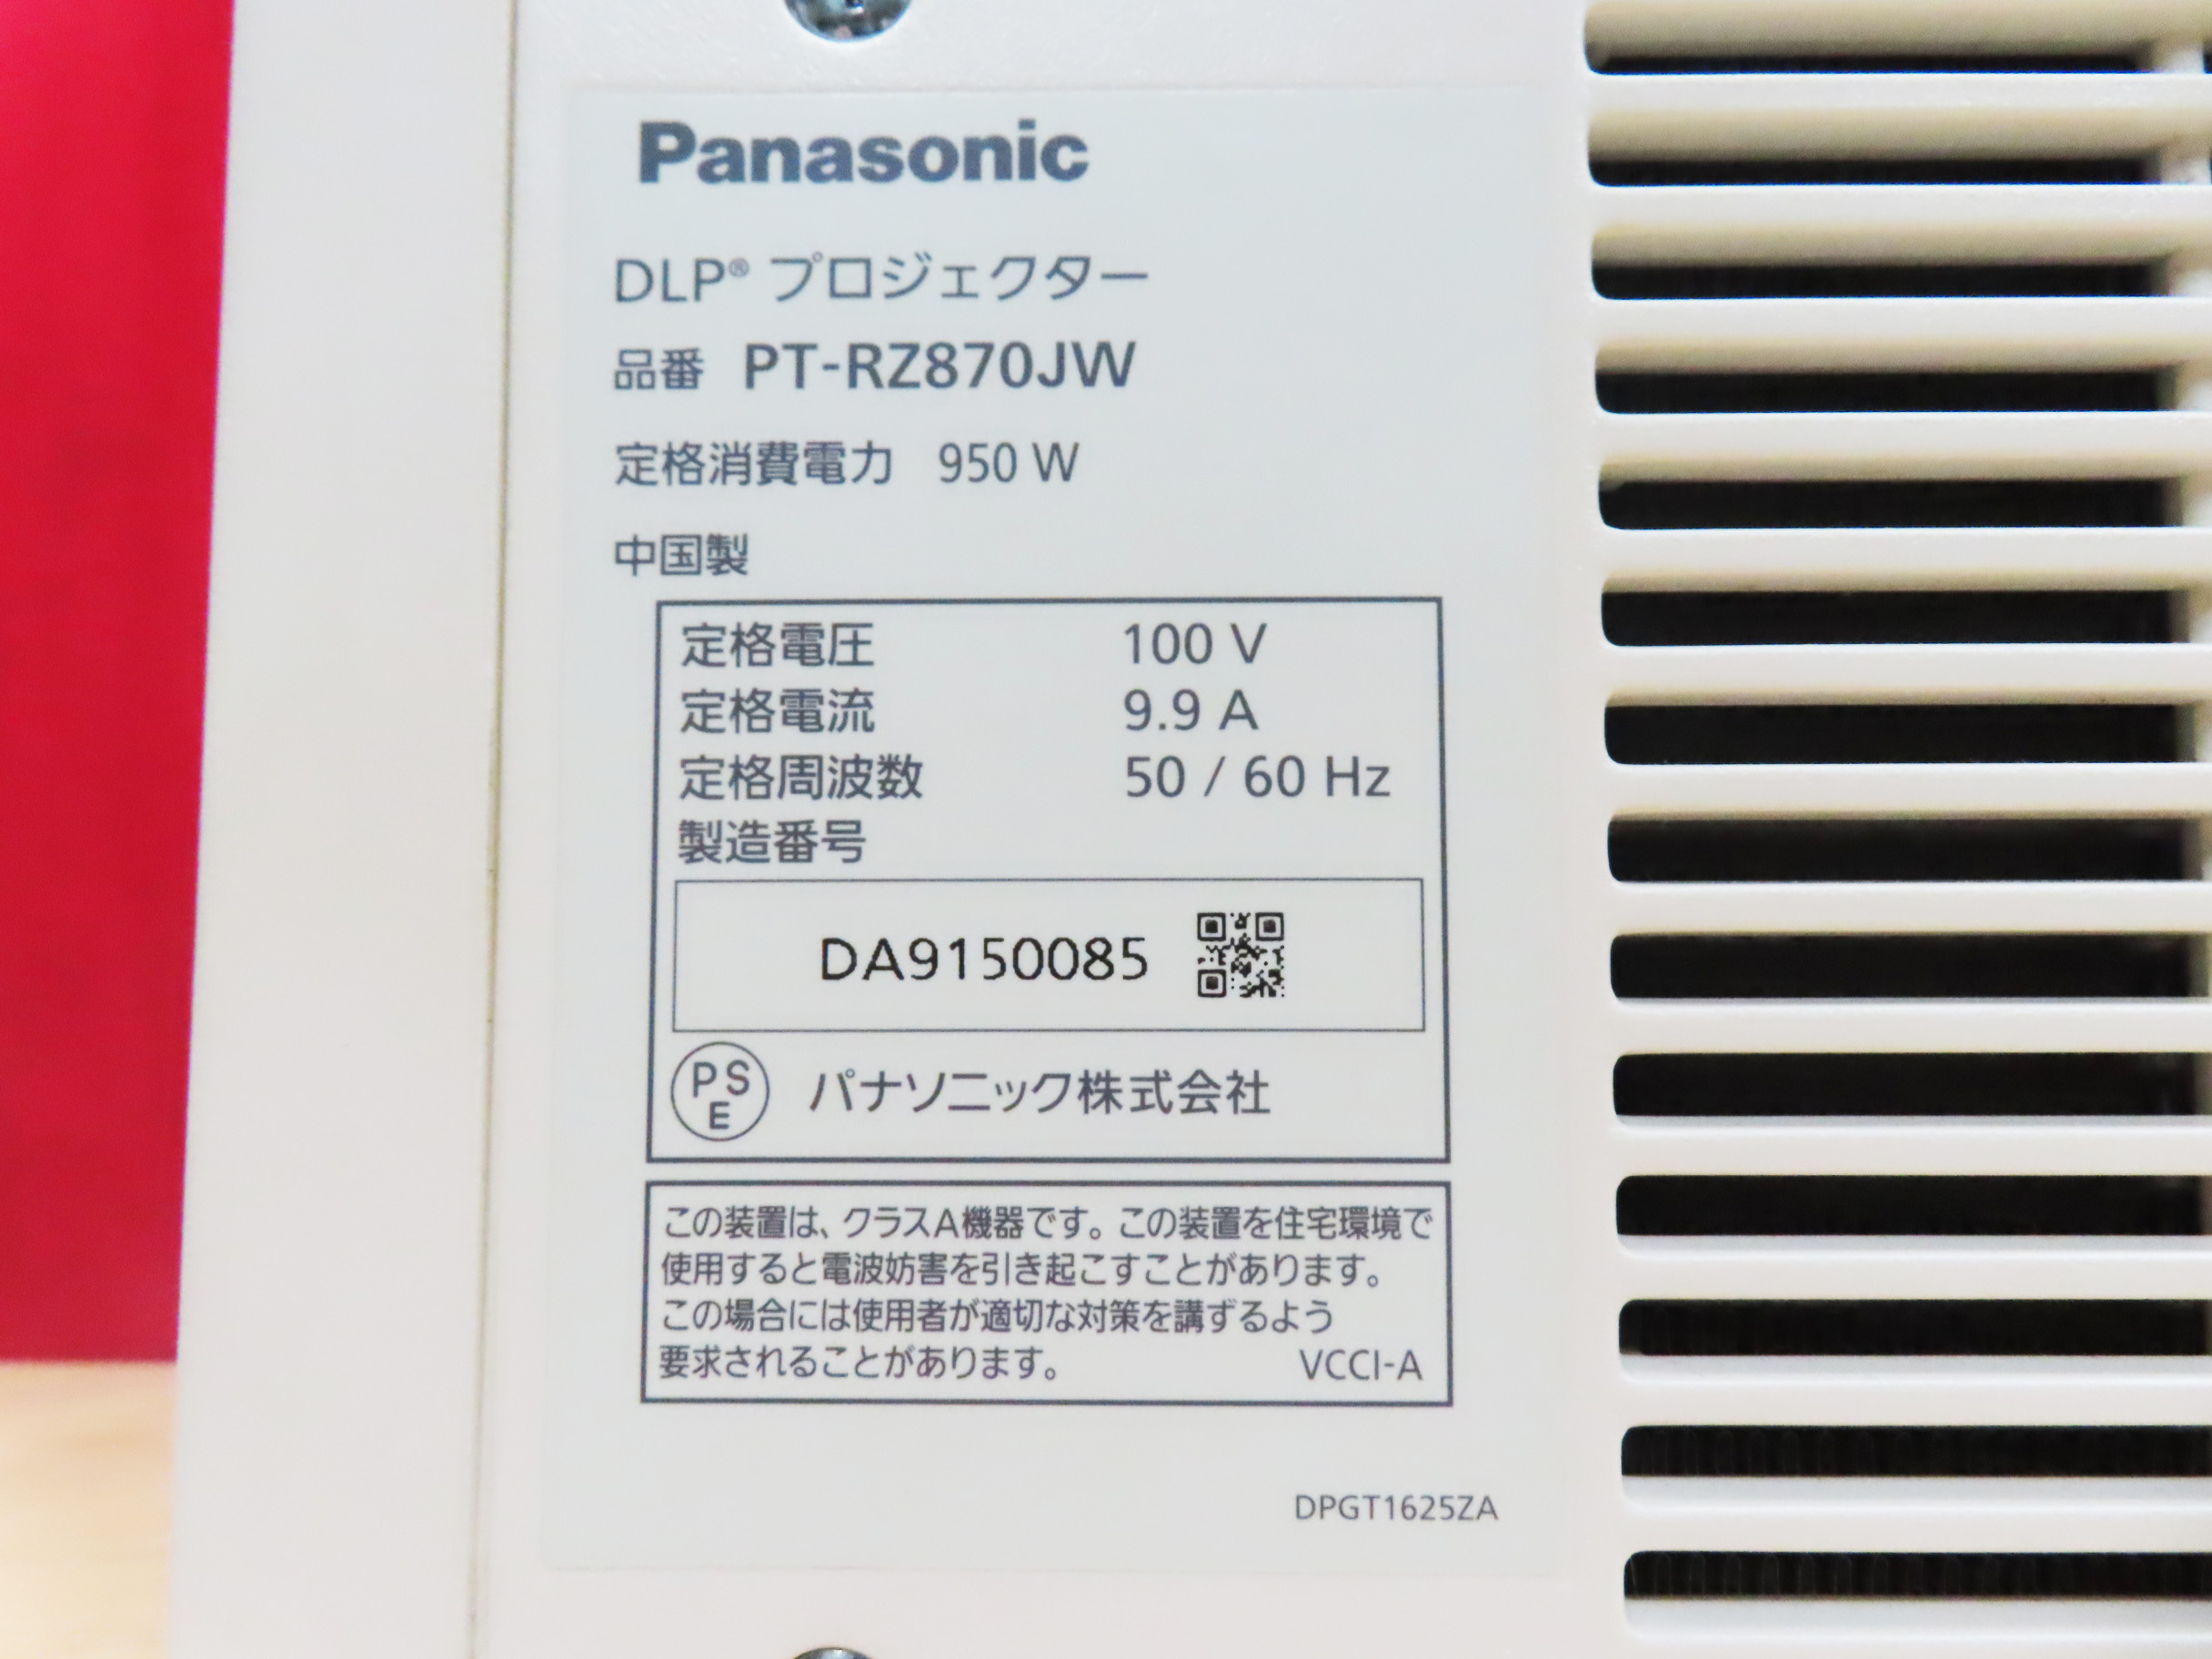 Panasonic
DLP® プロジェクター
品番 PT-RZ870JW
定格消費電力 950 W
中国製
定格電圧 100 V
定格電流 9.9 A
定格周波数 50 / 60 Hz
製造番号
DA9150085
PSE パナソニック株式会社
この装置は、クラスA機器です。この装置を住宅環境で
使用すると電波妨害を引き起こすことがあります。
この場合には使用者が適切な対策を講ずるよう
要求されることがあります。 VCCI-A
DPGT1625ZA